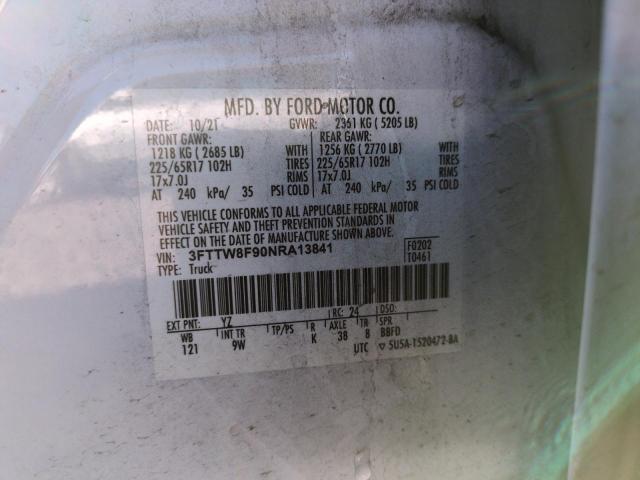 MFD. BY FORD MOTOR CO.
DATE: 10/21 GVWR: 2361 KG ( 5205 LB)
FRONT GAWR: REAR GAWR:
1218 KG ( 2685 LB) WITH 1256 KG ( 2770 LB) WITH
225/65R17 102H TIRES 225/65R17 102H TIRES
17x7.0J RIMS 17x7.0J RIMS
AT 240 kPa/ 35 PSI COLD AT 240 kPa/ 35 PSI COLD
THIS VEHICLE CONFORMS TO ALL APPLICABLE FEDERAL MOTOR
VEHICLE SAFETY AND THEFT PREVENTION STANDARDS IN
EFFECT ON THE DATE OF MANUFACTURE SHOWN ABOVE.
VIN: 3FTTW8F90NRA13841 F0202
TYPE: Truck T0461
EXT PNT: YZ RC: 24 DSO:
WB INT TR TP/PS R AXLE TR SPR
121 9W K 38 8 BBFD
UTC ▽ 5U5A-1520472-BA